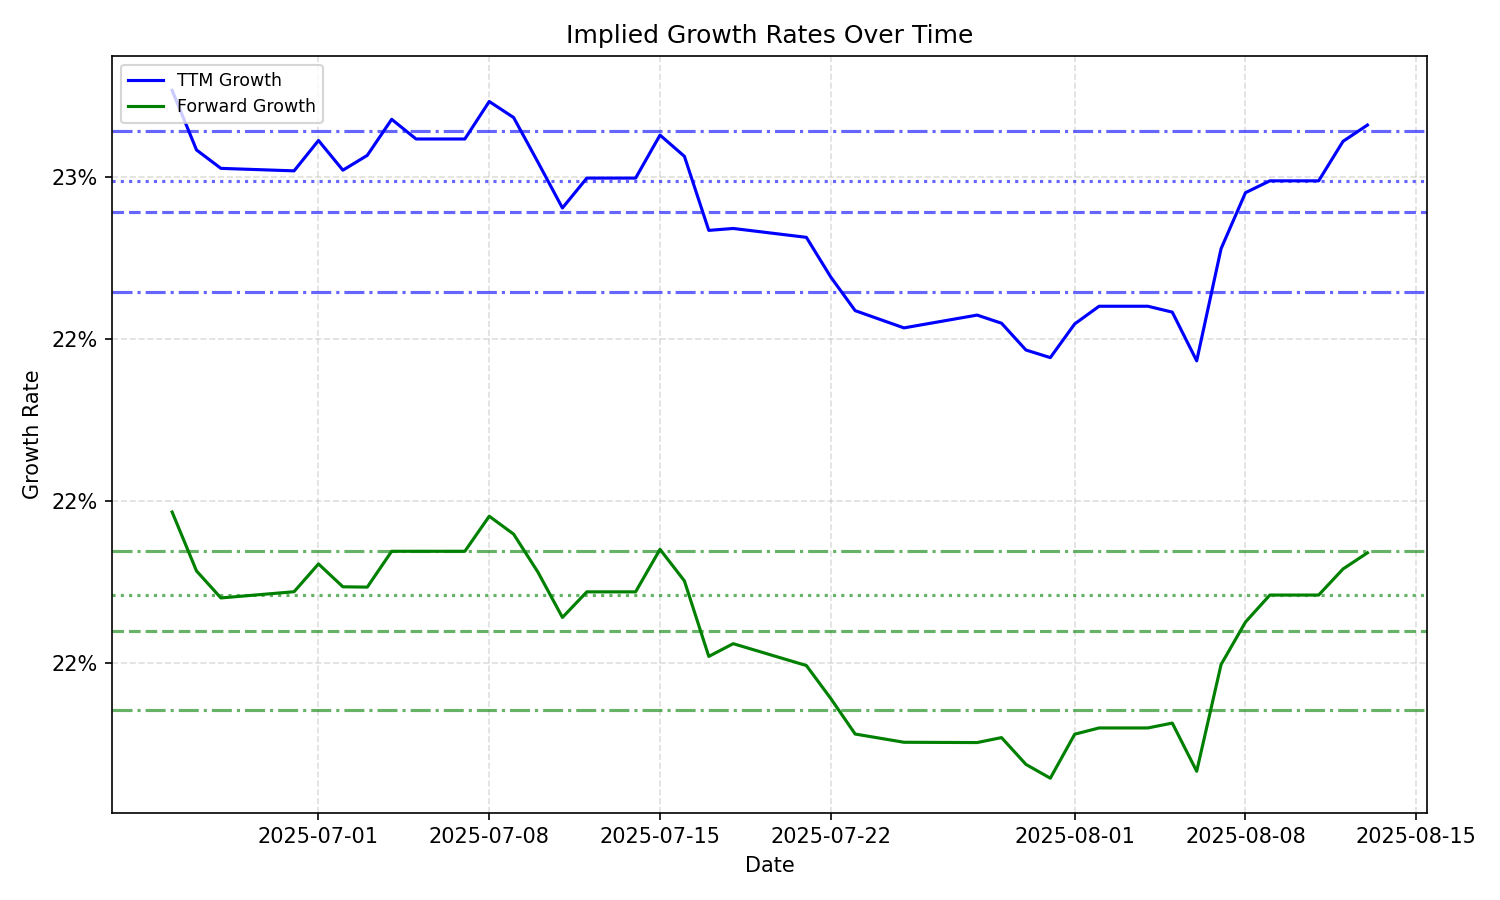 Implied Growth Rates Over Time
TTM Growth
Forward Growth
23%
22%
22%
22%
Growth Rate
2025-07-01
2025-07-08
2025-07-15
2025-07-22
2025-08-01
2025-08-08
2025-08-15
Date